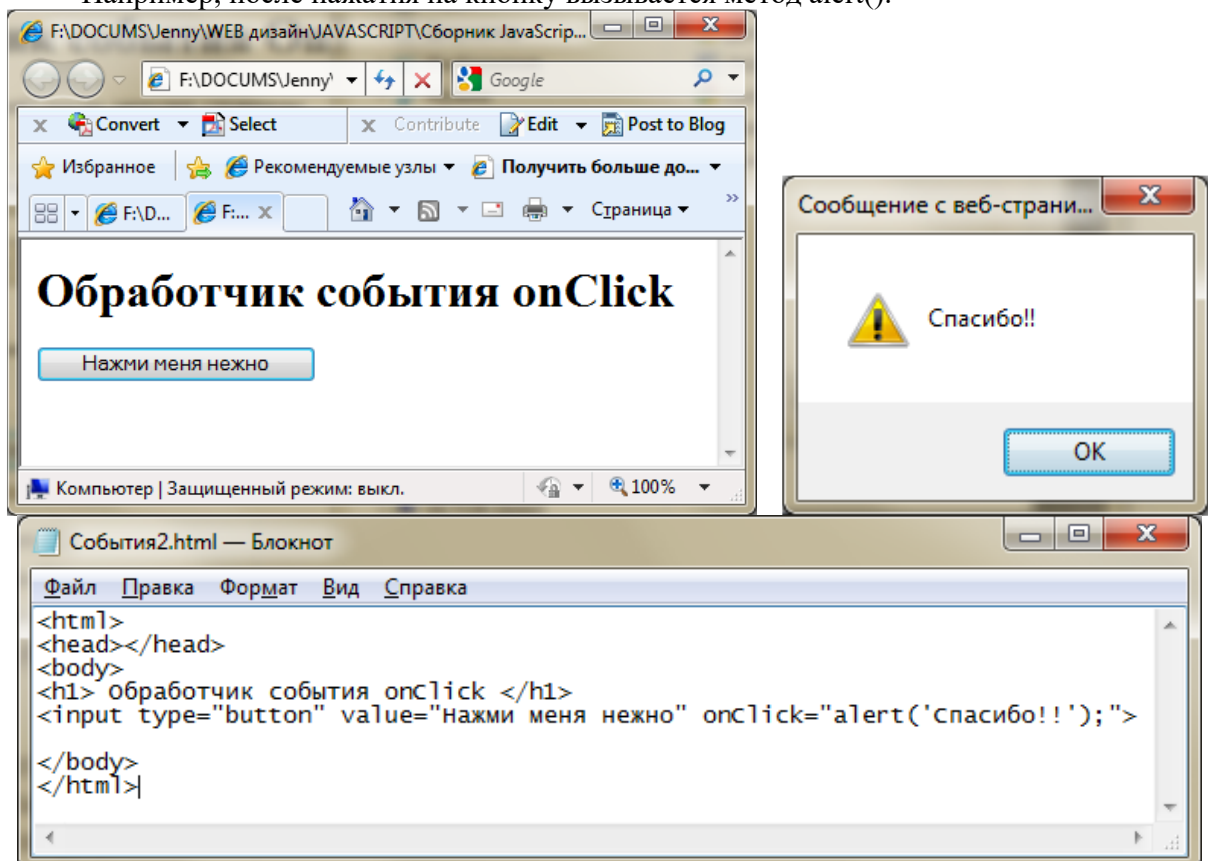 Например, после нажатия на кнопку вызывается метод alert().
F:\DOCUMS\Jenny\WEB дизайн\JAVASCRIPT\Сборник JavaScrip...
F:\DOCUMS\Jenny\ Google
x Convert Select x Contribute Edit Post to Blog
Избранное Рекомендуемые узлы Получить больше до...
F:\D... F:... x Страница »
Обработчик события onClick
Нажми меня нежно
Компьютер | Защищенный режим: выкл. 100%
Сообщение с веб-страни...
Спасибо!!
OK
События2.html — Блокнот
Файл Правка Формат Вид Справка
<html>
<head></head>
<body>
<h1> Обработчик события onClick </h1>
<input type="button" value="Нажми меня нежно" onClick="alert('Спасибо!!');">
</body>
</html>